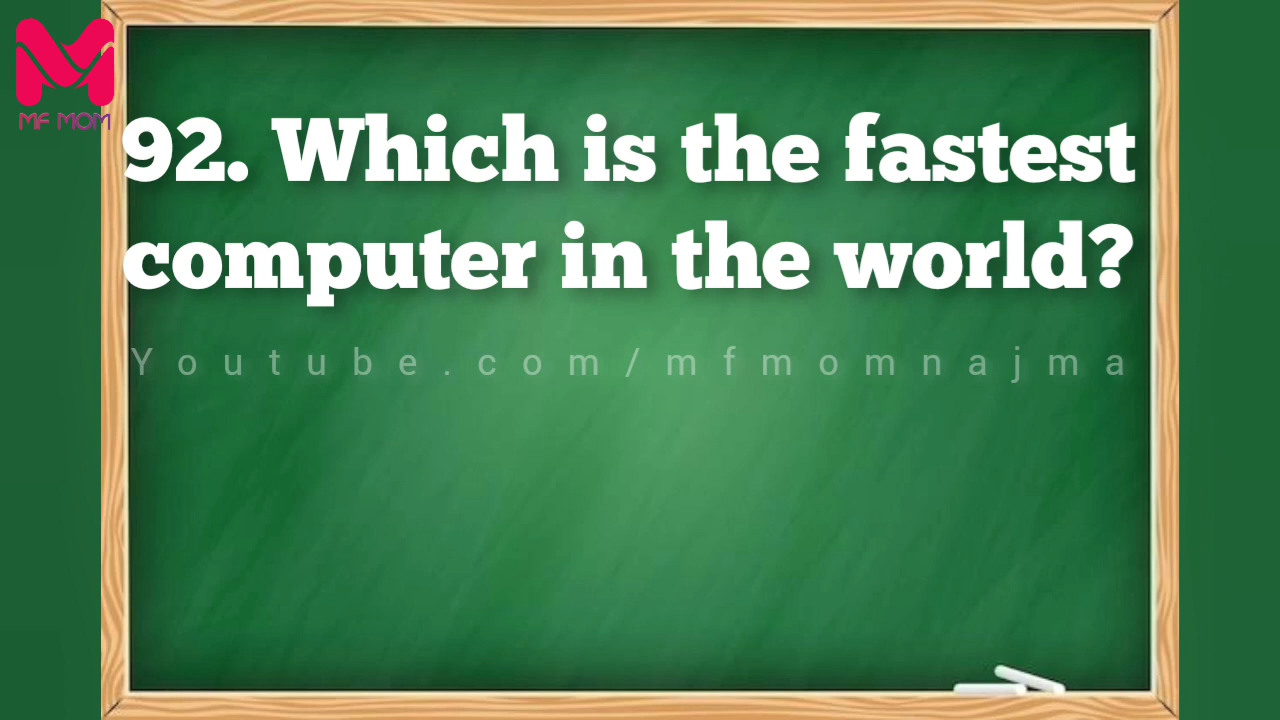 MF MOM
92. Which is the fastest
computer in the world?
Youtube.com/mfmomnajma